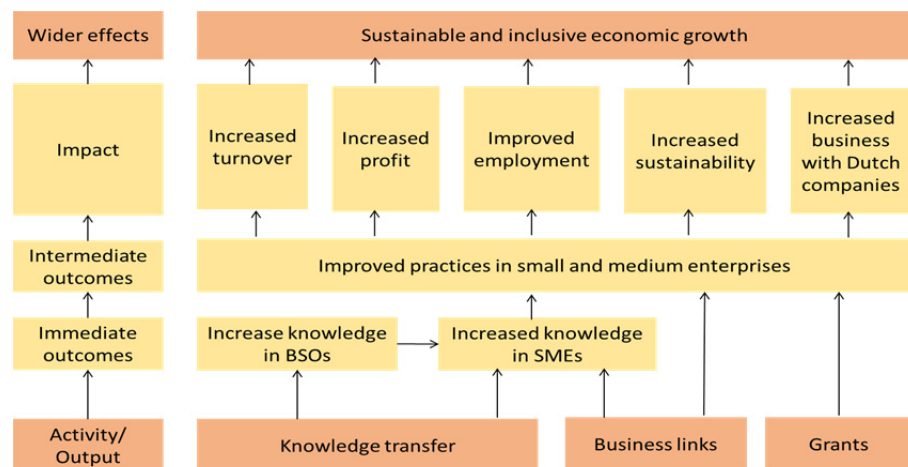 Wider effects
Sustainable and inclusive economic growth
Impact
Increased
turnover
Increased
profit
Improved
employment
Increased
sustainability
Increased
business
with Dutch
companies
Intermediate
outcomes
Improved practices in small and medium enterprises
Immediate
outcomes
Increase knowledge
in BSOs
Increased knowledge
in SMEs
Activity/
Output
Knowledge transfer
Business links
Grants